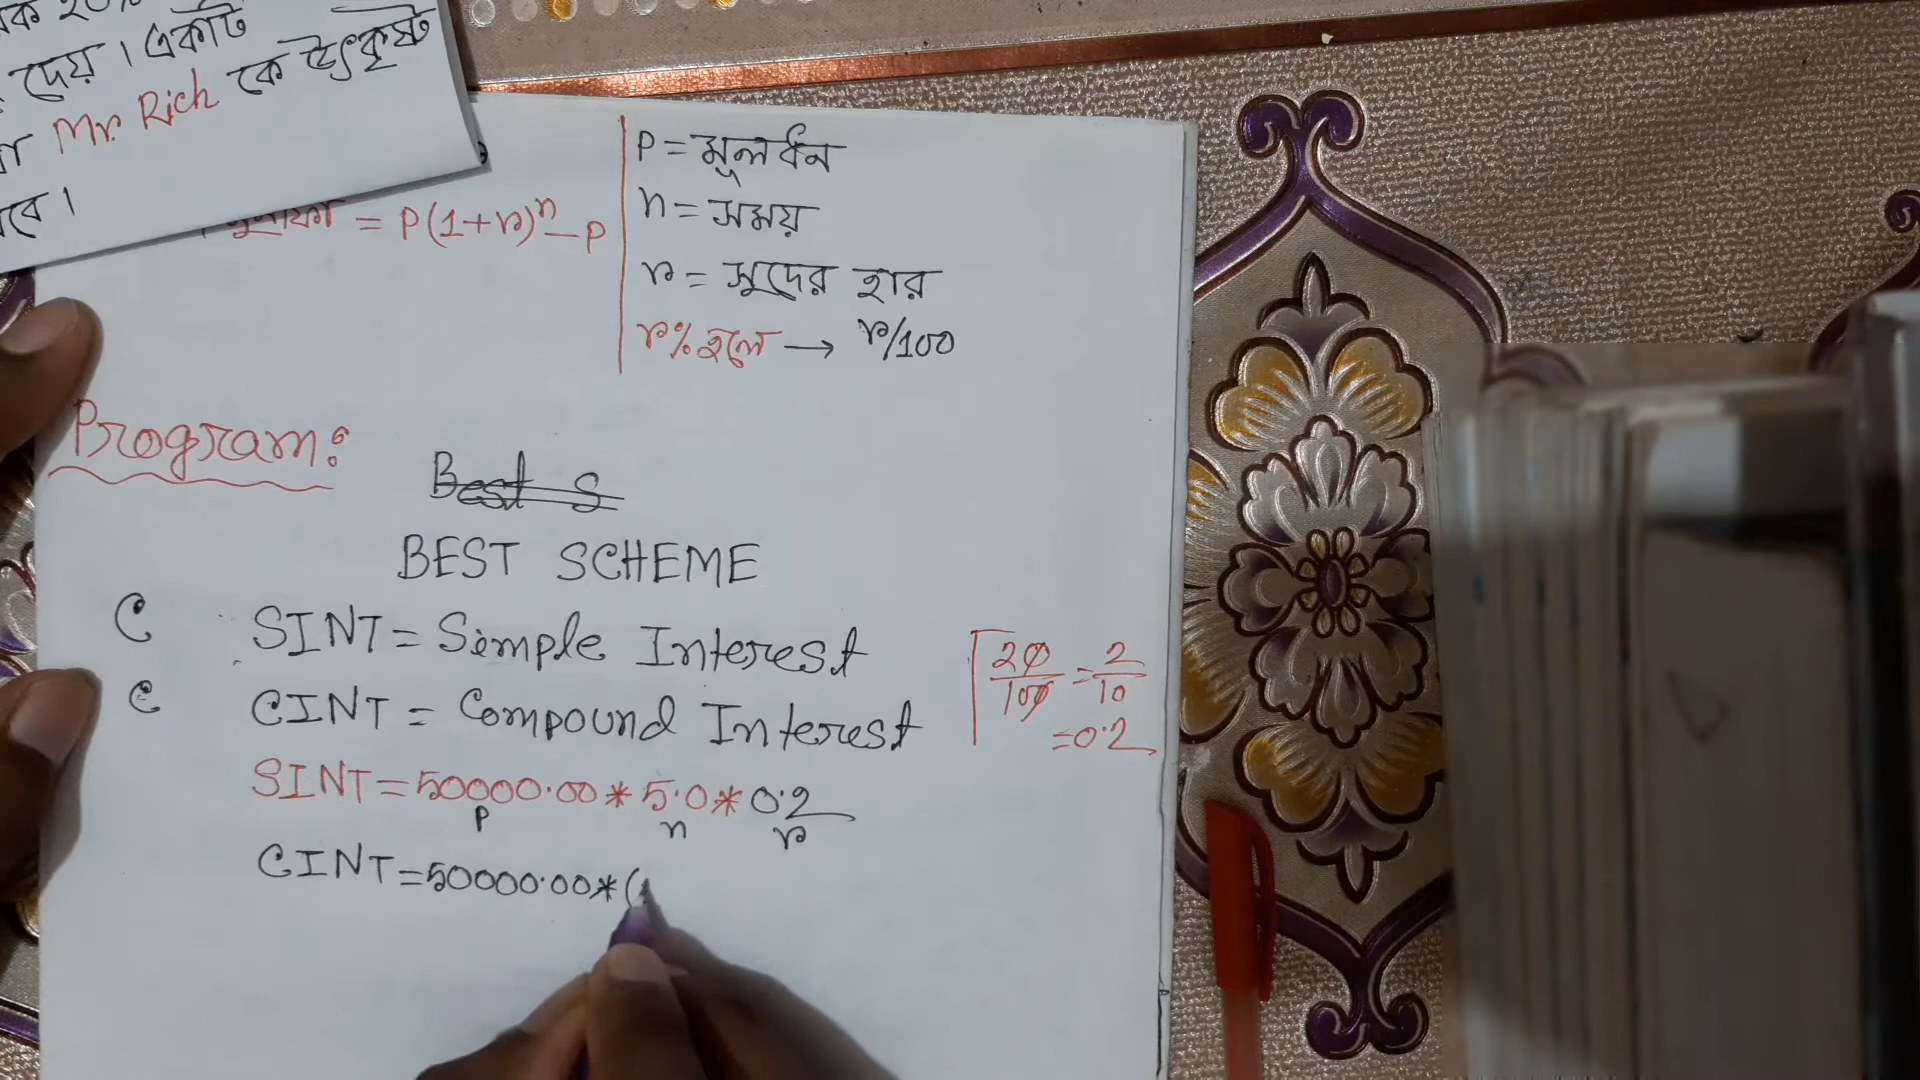 দেয়। একটি
Mr. Rich কে উৎকৃষ্ট
বে।
= P(1+r)^n - P
P = মূলধন
n = সময়
r = সুদের হার
r% হলে → r/100
Program:
Best S
BEST SCHEME
C SINT = Simple Interest
C CINT = Compound Interest
20/100 = 2/10
= 0.2
SINT = 50000.00 * 5.0 * 0.2
P n r
CINT = 50000.00 * (